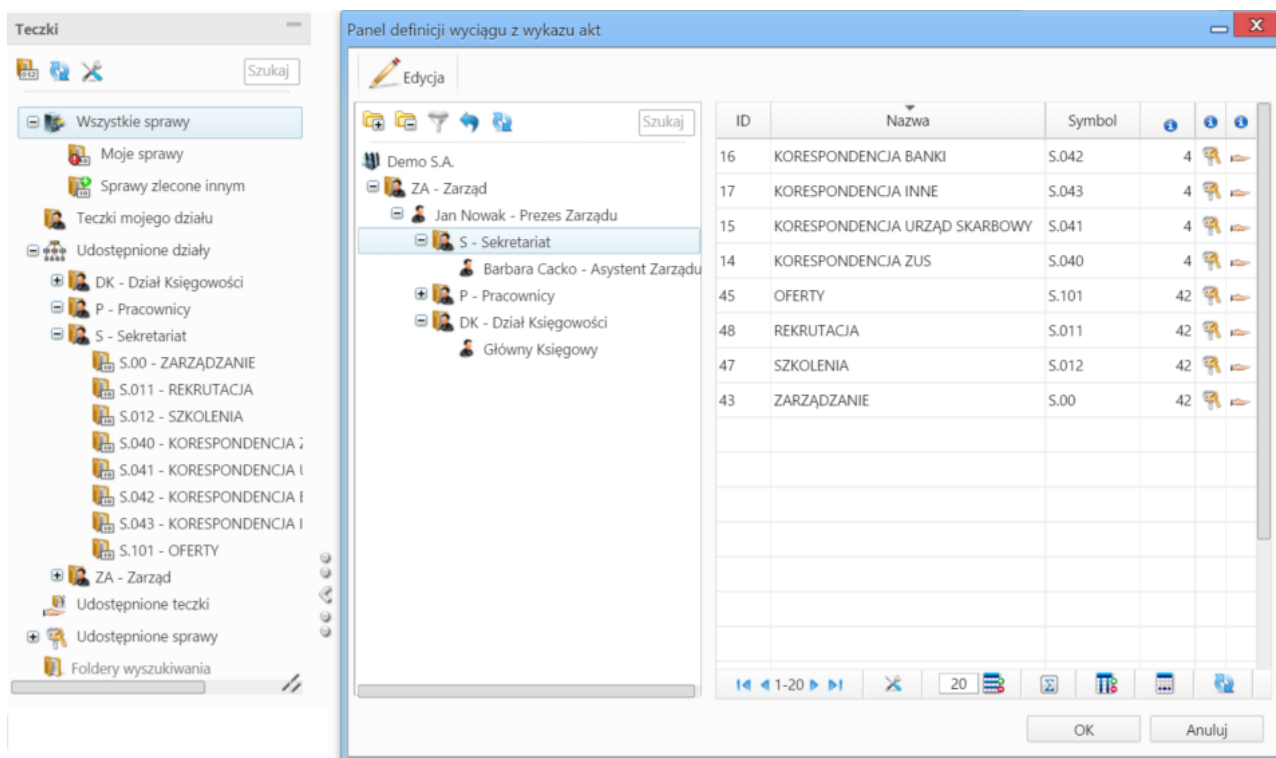 Teczki
Szukaj
Wszystkie sprawy
Moje sprawy
Sprawy zlecone innym
Teczki mojego działu
Udostępnione działy
DK - Dział Księgowości
P - Pracownicy
S - Sekretariat
S.00 - ZARZĄDZANIE
S.011 - REKRUTACJA
S.012 - SZKOLENIA
S.040 - KORESPONDENCJA
S.041 - KORESPONDENCJA
S.042 - KORESPONDENCJA
S.043 - KORESPONDENCJA I
S.101 - OFERTY
ZA - Zarząd
Udostępnione teczki
Udostępnione sprawy
Foldery wyszukiwania
Panel definicji wyciągu z wykazu akt
Edycja
Szukaj
Demo S.A.
ZA - Zarząd
Jan Nowak - Prezes Zarządu
S - Sekretariat
Barbara Cacko - Asystent Zarządu
P - Pracownicy
DK - Dział Księgowości
Główny Księgowy
ID Nazwa Symbol
16 KORESPONDENCJA BANKI S.042 4
17 KORESPONDENCJA INNE S.043 4
15 KORESPONDENCJA URZĄD SKARBOWY S.041 4
14 KORESPONDENCJA ZUS S.040 4
45 OFERTY S.101 42
48 REKRUTACJA S.011 42
47 SZKOLENIA S.012 42
43 ZARZĄDZANIE S.00 42
1-20 20
OK Anuluj